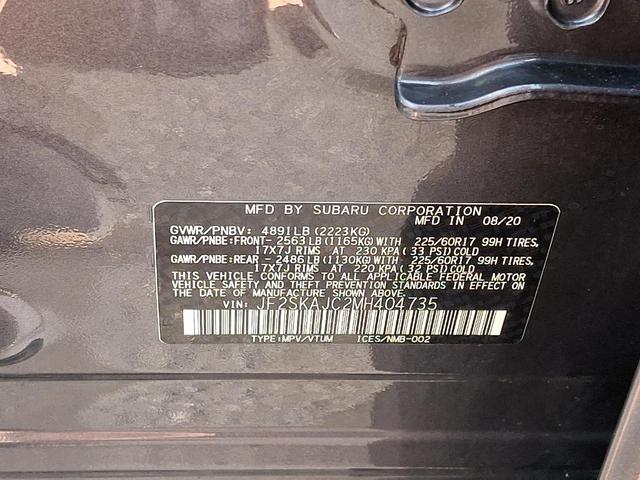 MFD BY SUBARU CORPORATION MFD IN 08/20
GVWR/PNBV: 4891LB(2223KG)
GAWR/PNBE:FRONT- 2563LB(1165KG)WITH 225/60R17 99H TIRES,
17X7J RIMS AT 230 KPA(33 PSI)COLD
GAWR/PNBE:REAR - 2486LB(1130KG)WITH 225/60R17 99H TIRES,
17X7J RIMS AT 220 KPA(32 PSI)COLD
THIS VEHICLE CONFORMS TO ALL APPLICABLE FEDERAL MOTOR
VEHICLE SAFETY AND THEFT PREVENTION STANDARDS IN EFFECT
ON THE DATE OF MANUFACTURE SHOWN ABOVE.
VIN: JF2SKAJC2MH404735
TYPE:MPV/VTUM ICES/NMB-002